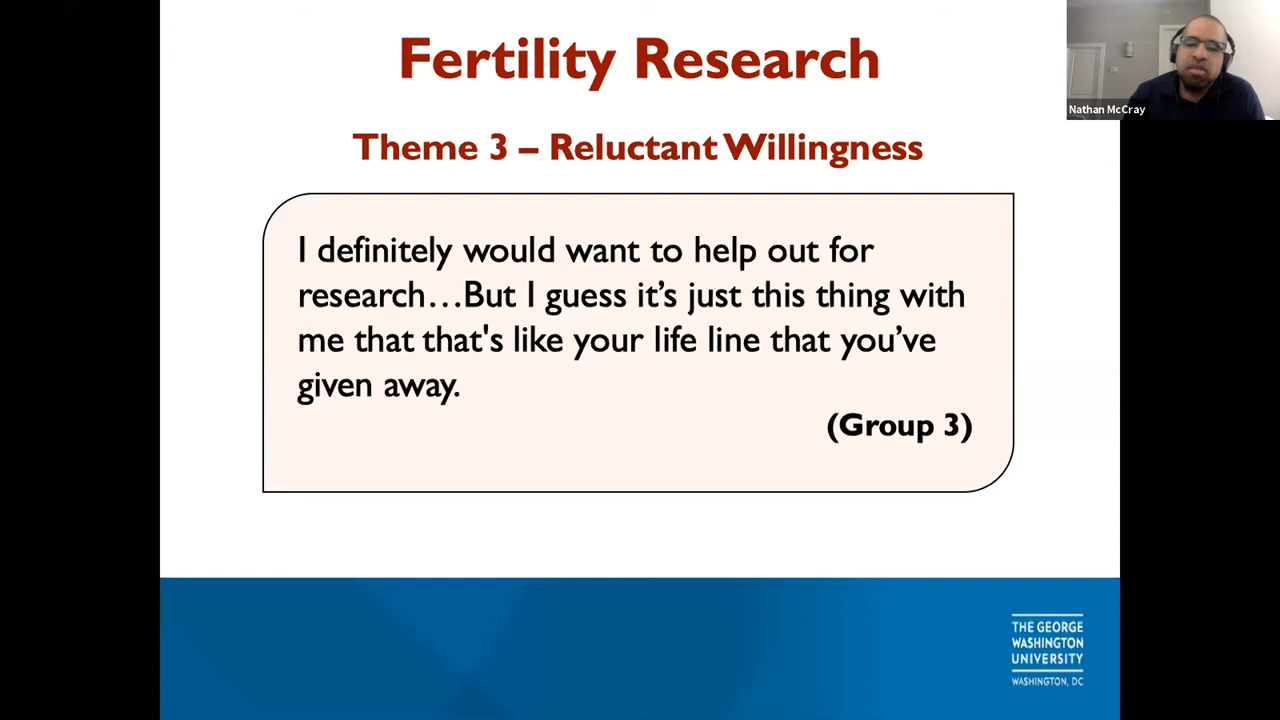 Fertility Research
Nathan McCray
Theme 3 – Reluctant Willingness
I definitely would want to help out for
research…But I guess it’s just this thing with
me that that's like your life line that you’ve
given away.
(Group 3)
THE GEORGE
WASHINGTON
UNIVERSITY
WASHINGTON, DC